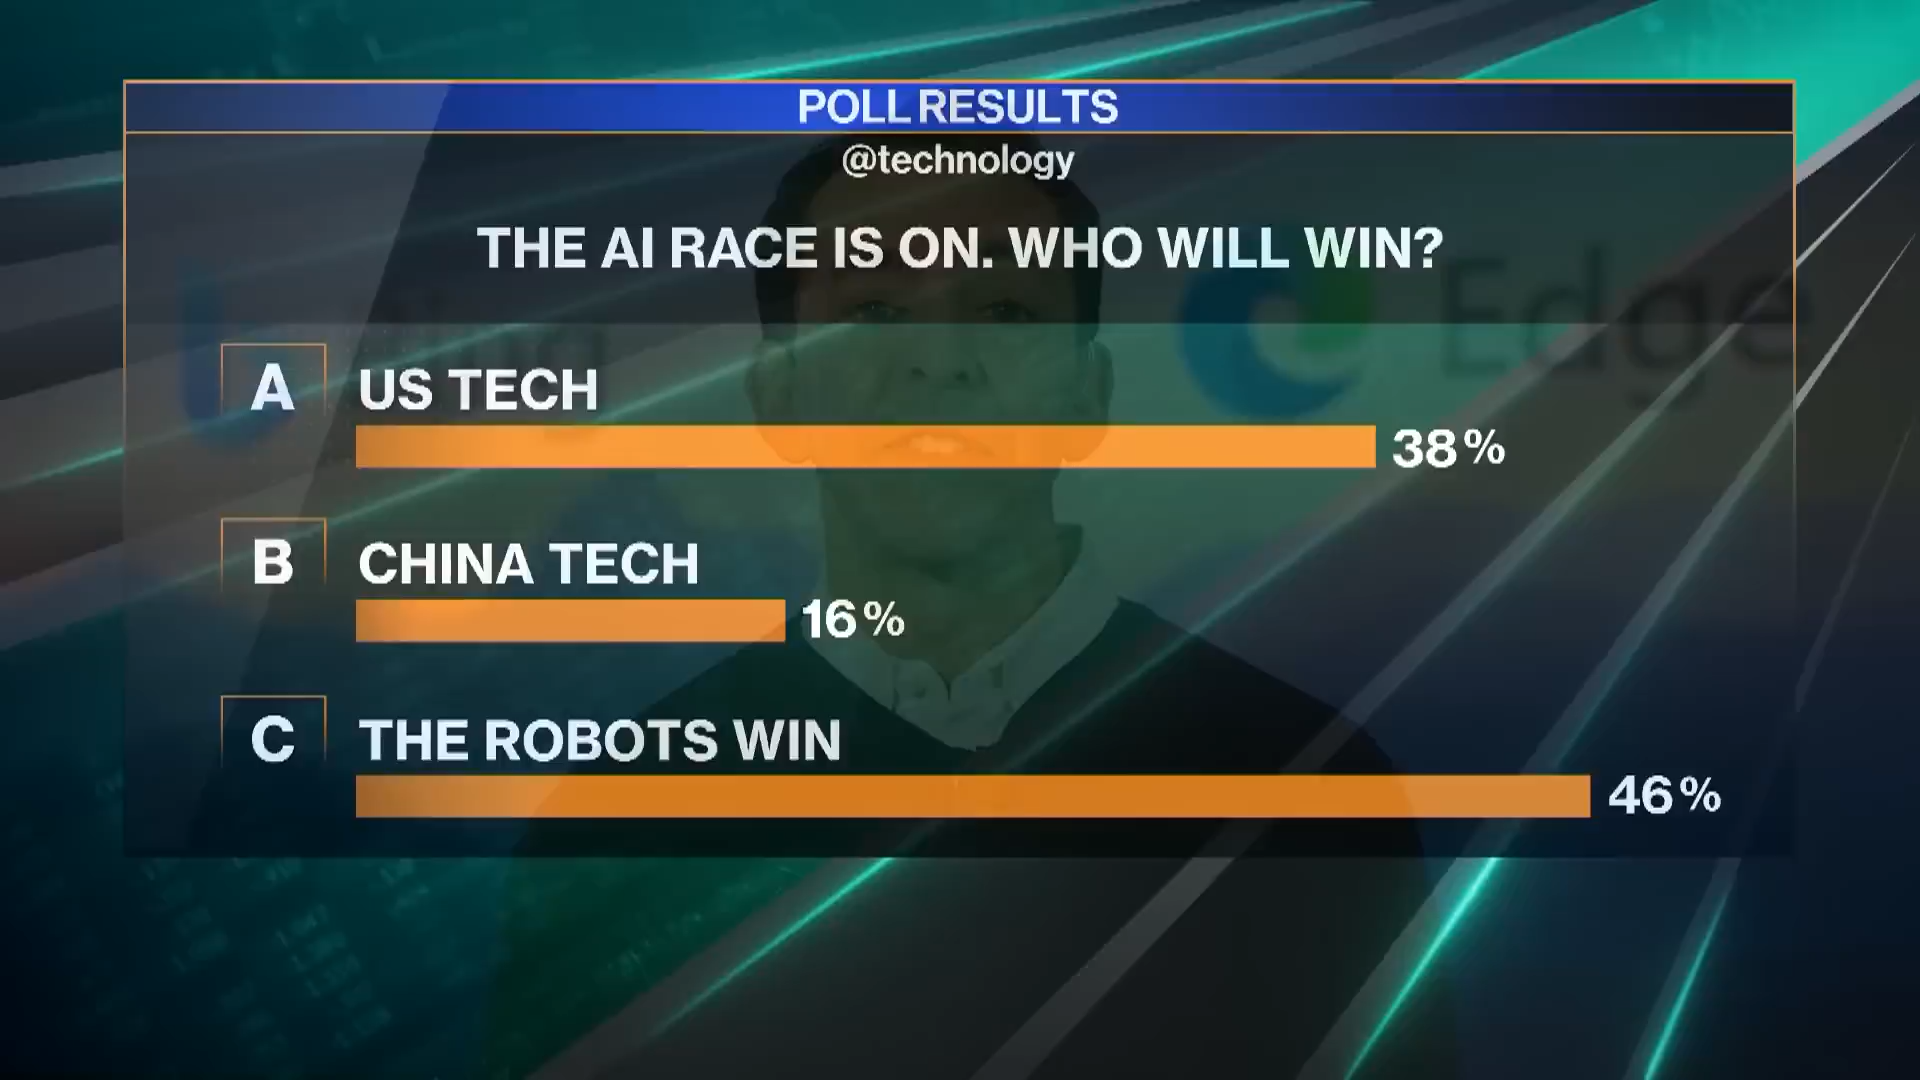 POLL RESULTS
@technology
THE AI RACE IS ON. WHO WILL WIN?
Edge
A US TECH
38%
B CHINA TECH
16%
C THE ROBOTS WIN
46%